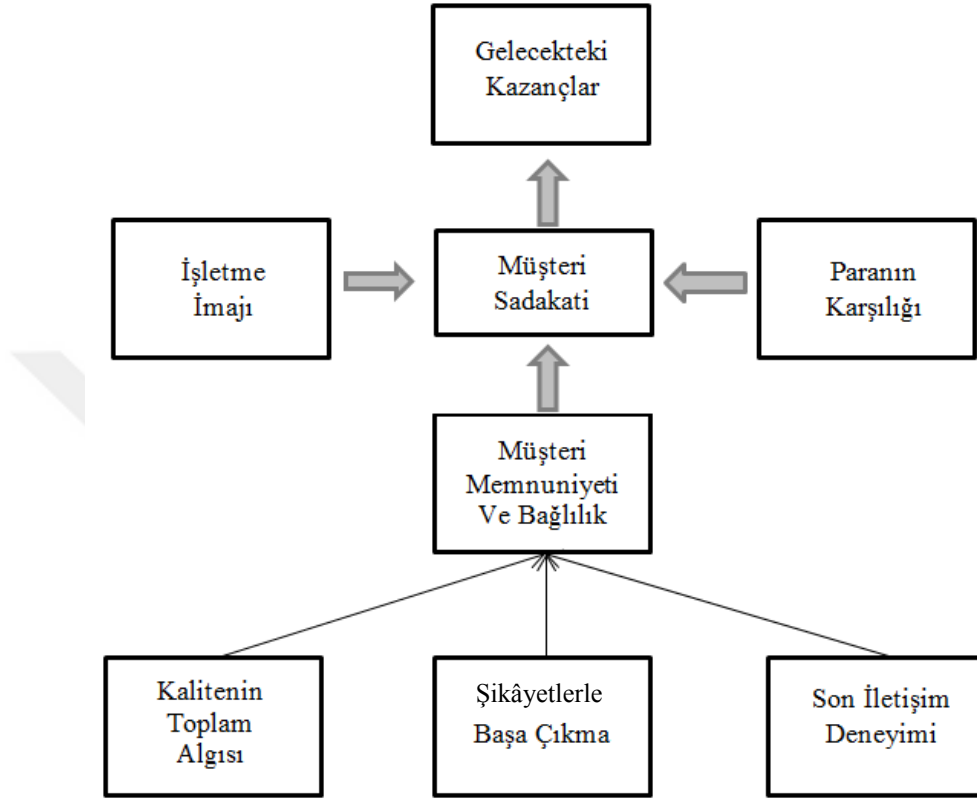 Gelecekteki
Kazançlar
İşletme
İmajı
Müşteri
Sadakati
Paranın
Karşılığı
Müşteri
Memnuniyeti
Ve Bağlılık
Kalitenin
Toplam
Algısı
Şikâyetlerle
Başa Çıkma
Son İletişim
Deneyimi